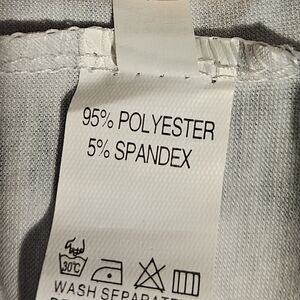 95% POLYESTER
5% SPANDEX
30°C
WASH SEPARATE